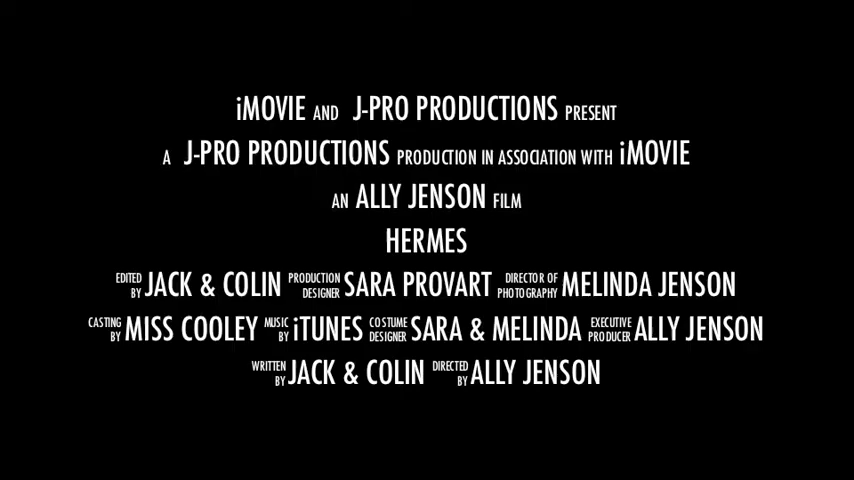 iMOVIE AND J-PRO PRODUCTIONS PRESENT
A J-PRO PRODUCTIONS PRODUCTION IN ASSOCIATION WITH iMOVIE
AN ALLY JENSON FILM
HERMES
EDITED BY JACK & COLIN PRODUCTION DESIGNER SARA PROVART DIRECTOR OF PHOTOGRAPHY MELINDA JENSON
CASTING BY MISS COOLEY MUSIC BY iTUNES COSTUME DESIGNER SARA & MELINDA EXECUTIVE PRODUCER ALLY JENSON
WRITTEN BY JACK & COLIN DIRECTED BY ALLY JENSON